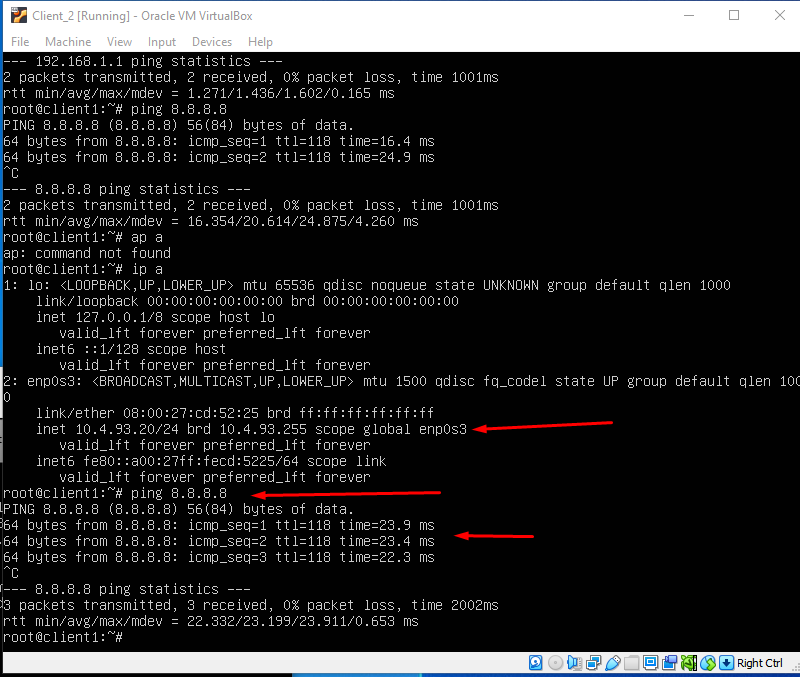 Client_2 [Running] - Oracle VM VirtualBox
File Machine View Input Devices Help
--- 192.168.1.1 ping statistics ---
2 packets transmitted, 2 received, 0% packet loss, time 1001ms
rtt min/avg/max/mdev = 1.271/1.436/1.602/0.165 ms
root@client1:~# ping 8.8.8.8
PING 8.8.8.8 (8.8.8.8) 56(84) bytes of data.
64 bytes from 8.8.8.8: icmp_seq=1 ttl=118 time=16.4 ms
64 bytes from 8.8.8.8: icmp_seq=2 ttl=118 time=24.9 ms
^C
--- 8.8.8.8 ping statistics ---
2 packets transmitted, 2 received, 0% packet loss, time 1001ms
rtt min/avg/max/mdev = 16.354/20.614/24.875/4.260 ms
root@client1:~# ap a
ap: command not found
root@client1:~# ip a
1: lo: <LOOPBACK,UP,LOWER_UP> mtu 65536 qdisc noqueue state UNKNOWN group default qlen 1000
link/loopback 00:00:00:00:00:00 brd 00:00:00:00:00:00
inet 127.0.0.1/8 scope host lo
valid_lft forever preferred_lft forever
inet6 ::1/128 scope host
valid_lft forever preferred_lft forever
2: enp0s3: <BROADCAST,MULTICAST,UP,LOWER_UP> mtu 1500 qdisc fq_codel state UP group default qlen 100
0
link/ether 08:00:27:cd:52:25 brd ff:ff:ff:ff:ff:ff
inet 10.4.93.20/24 brd 10.4.93.255 scope global enp0s3
valid_lft forever preferred_lft forever
inet6 fe80::a00:27ff:fecd:5225/64 scope link
valid_lft forever preferred_lft forever
root@client1:~# ping 8.8.8.8
PING 8.8.8.8 (8.8.8.8) 56(84) bytes of data.
64 bytes from 8.8.8.8: icmp_seq=1 ttl=118 time=23.9 ms
64 bytes from 8.8.8.8: icmp_seq=2 ttl=118 time=23.4 ms
64 bytes from 8.8.8.8: icmp_seq=3 ttl=118 time=22.3 ms
^C
--- 8.8.8.8 ping statistics ---
3 packets transmitted, 3 received, 0% packet loss, time 2002ms
rtt min/avg/max/mdev = 22.332/23.199/23.911/0.653 ms
root@client1:~#
Right Ctrl